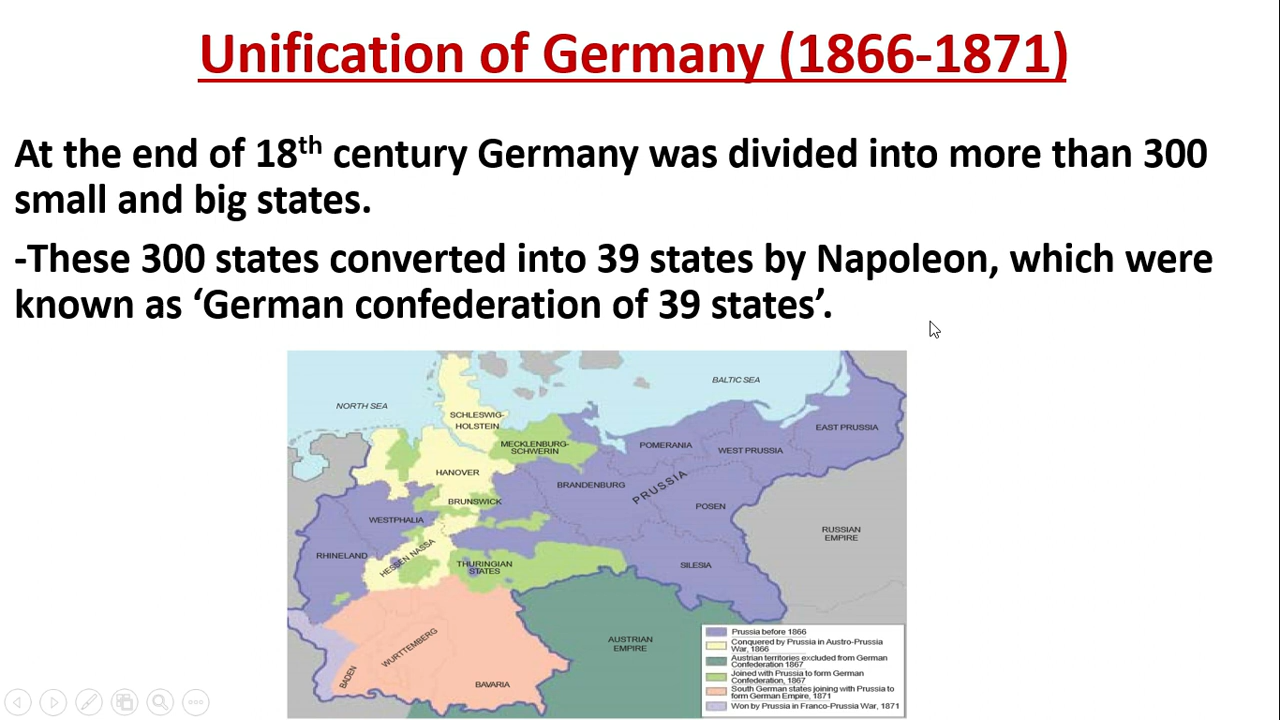 Unification of Germany (1866-1871)
At the end of 18th century Germany was divided into more than 300
small and big states.
-These 300 states converted into 39 states by Napoleon, which were
known as ‘German confederation of 39 states’.
BALTIC SEA
NORTH SEA
SCHLESWIG-
HOLSTEIN
EAST PRUSSIA
MECKLENBURG-
SCHWERIN
POMERANIA
WEST PRUSSIA
HANOVER
BRANDENBURG
PRUSSIA
BRUNSWICK
POSEN
WESTPHALIA
RUSSIAN
EMPIRE
RHINELAND
HESSEN NASSA
THURINGIAN
STATES
SILESIA
AUSTRIAN
EMPIRE
WURTTEMBERG
BADEN
BAVARIA
Prussia before 1866
Conquered by Prussia in Austro-Prussia
War, 1866
Austrian territories excluded from German
Confederation 1867
Joined with Prussia to form German
Confederation, 1867
South German states joining with Prussia to
form German Empire, 1871
Won by Prussia in Franco-Prussia War, 1871